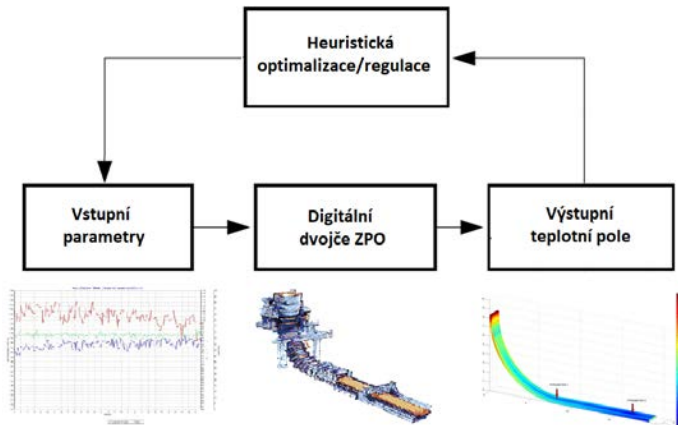 Heuristická
optimalizace/regulace
Vstupní
parametry
Digitální
dvojče ZPO
Výstupní
teplotní pole